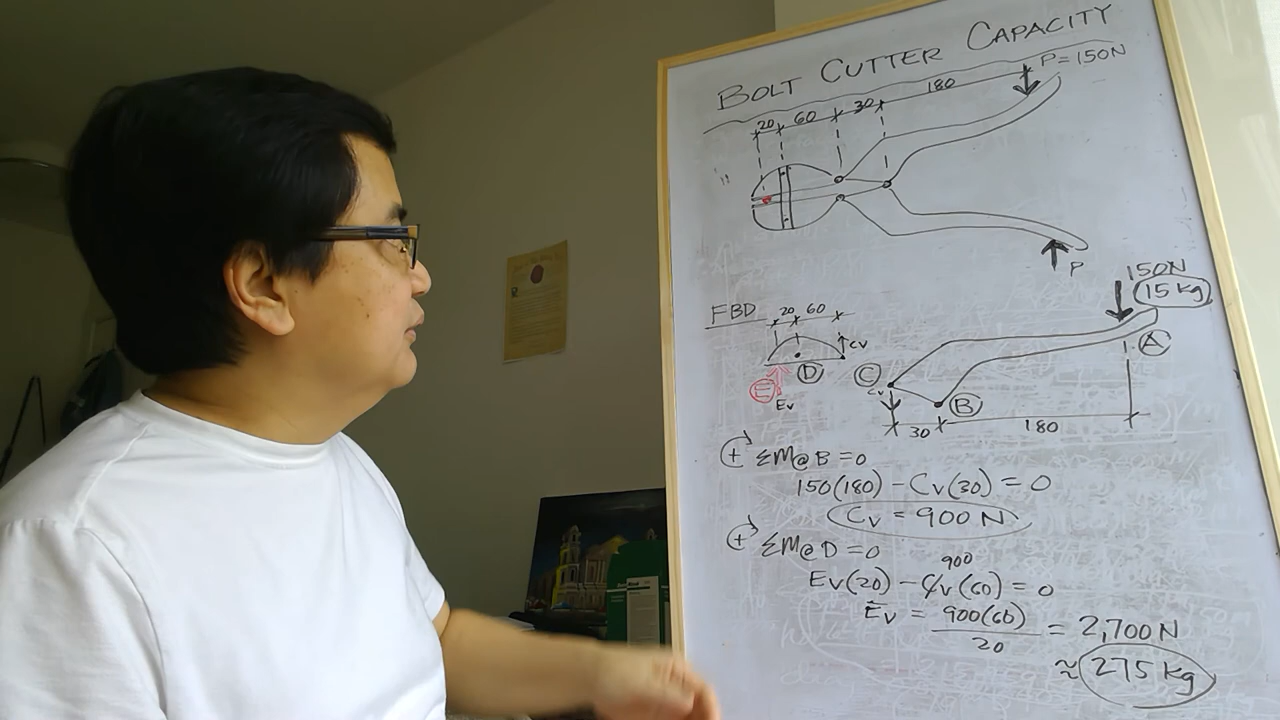 BOLT CUTTER CAPACITY
20 60 30 180 P = 150N
P
FBD 20 60
CV
D
E
EV
150N
15 kg
A
C
CV
B
30 180
+ ΣM@B = 0
150(180) - CV(30) = 0
CV = 900 N
+ ΣM@D = 0
900
EV(20) - CV(60) = 0
EV = 900(60) / 20 = 2,700N
≈ 275 kg